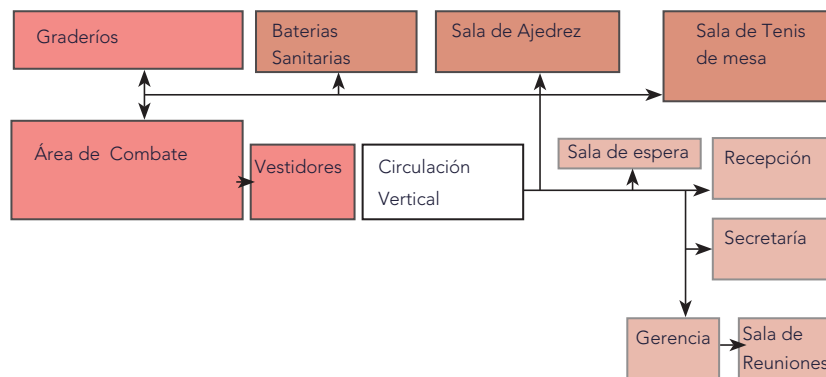 Graderíos
Baterias
Sanitarias
Sala de Ajedrez
Sala de Tenis
de mesa
Área de Combate
Vestidores
Circulación
Vertical
Sala de espera
Recepción
Secretaría
Gerencia
Sala de
Reuniones